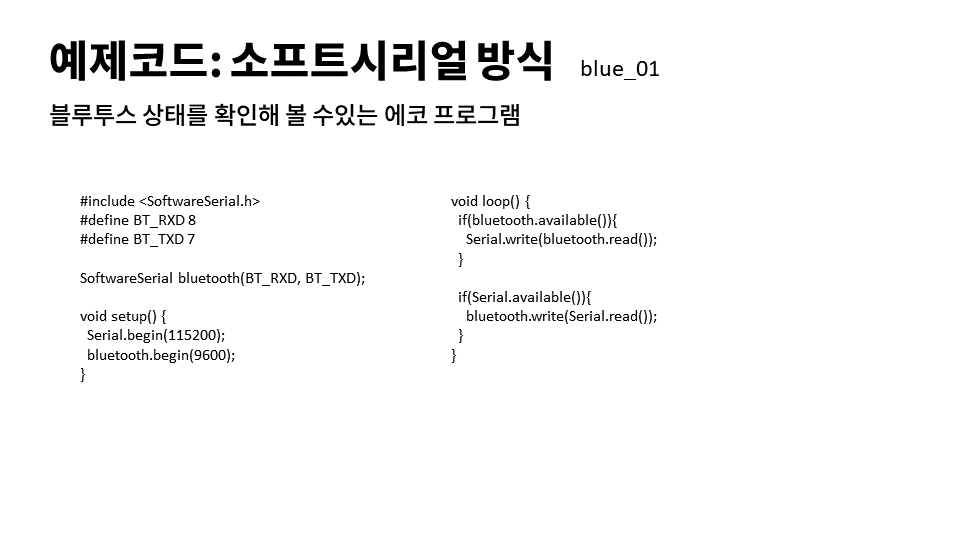 예제코드: 소프트시리얼 방식 blue_01
블루투스 상태를 확인해 볼 수있는 에코 프로그램
#include <SoftwareSerial.h>
#define BT_RXD 8
#define BT_TXD 7
SoftwareSerial bluetooth(BT_RXD, BT_TXD);
void setup() {
Serial.begin(115200);
bluetooth.begin(9600);
}
void loop() {
if(bluetooth.available()){
Serial.write(bluetooth.read());
}
if(Serial.available()){
bluetooth.write(Serial.read());
}
}